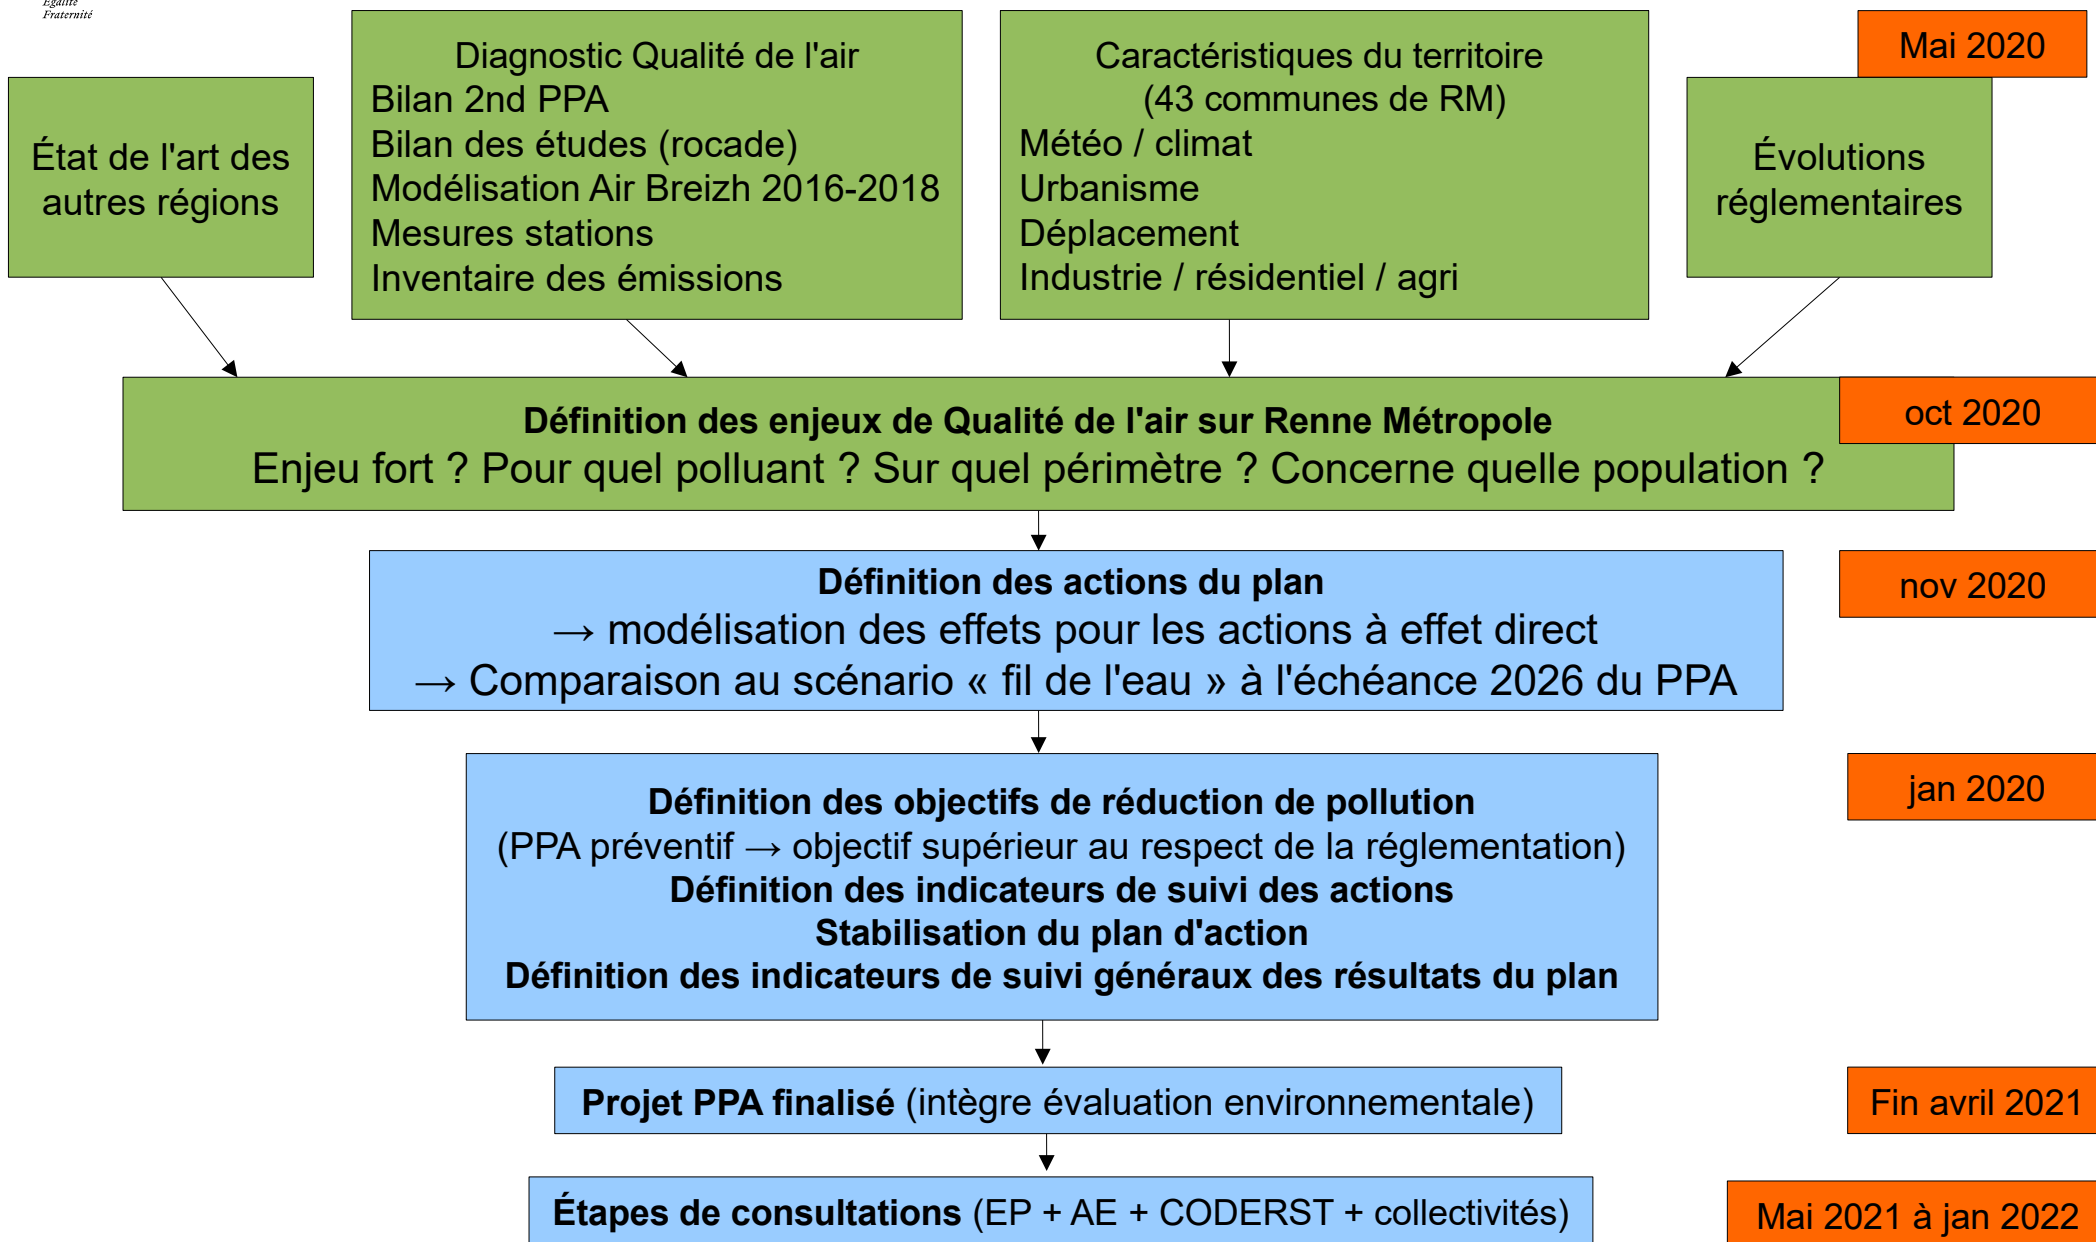 Égalité
Fraternité
Mai 2020
État de l'art des
autres régions
Diagnostic Qualité de l'air
Bilan 2nd PPA
Bilan des études (rocade)
Modélisation Air Breizh 2016-2018
Mesures stations
Inventaire des émissions
Caractéristiques du territoire
(43 communes de RM)
Météo / climat
Urbanisme
Déplacement
Industrie / résidentiel / agri
Évolutions
réglementaires
Définition des enjeux de Qualité de l'air sur Renne Métropole
Enjeu fort ? Pour quel polluant ? Sur quel périmètre ? Concerne quelle population ?
oct 2020
Définition des actions du plan
→ modélisation des effets pour les actions à effet direct
→ Comparaison au scénario « fil de l'eau » à l'échéance 2026 du PPA
nov 2020
Définition des objectifs de réduction de pollution
(PPA préventif → objectif supérieur au respect de la réglementation)
Définition des indicateurs de suivi des actions
Stabilisation du plan d'action
Définition des indicateurs de suivi généraux des résultats du plan
jan 2020
Projet PPA finalisé (intègre évaluation environnementale)
Fin avril 2021
Étapes de consultations (EP + AE + CODERST + collectivités)
Mai 2021 à jan 2022